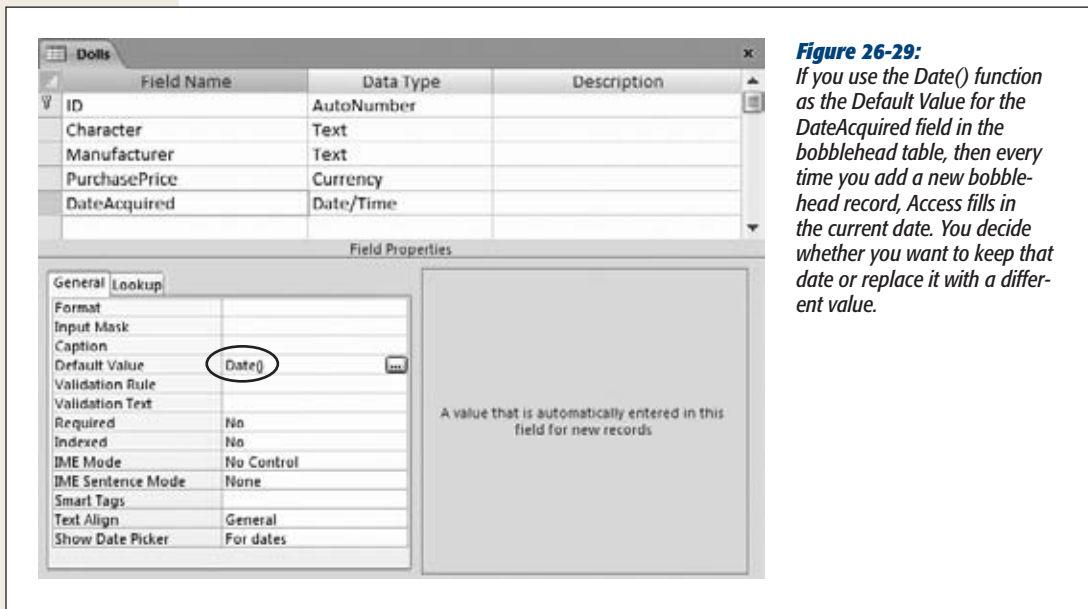 Dolls
Field Name Data Type Description
ID AutoNumber
Character Text
Manufacturer Text
PurchasePrice Currency
DateAcquired Date/Time
Field Properties
General Lookup
Format
Input Mask
Caption
Default Value Date()
Validation Rule
Validation Text
Required No
Indexed No
IME Mode No Control
IME Sentence Mode None
Smart Tags
Text Align General
Show Date Picker For dates
A value that is automatically entered in this
field for new records
Figure 26-29:
If you use the Date() function
as the Default Value for the
DateAcquired field in the
bobblehead table, then every
time you add a new bobble-
head record, Access fills in
the current date. You decide
whether you want to keep that
date or replace it with a differ-
ent value.